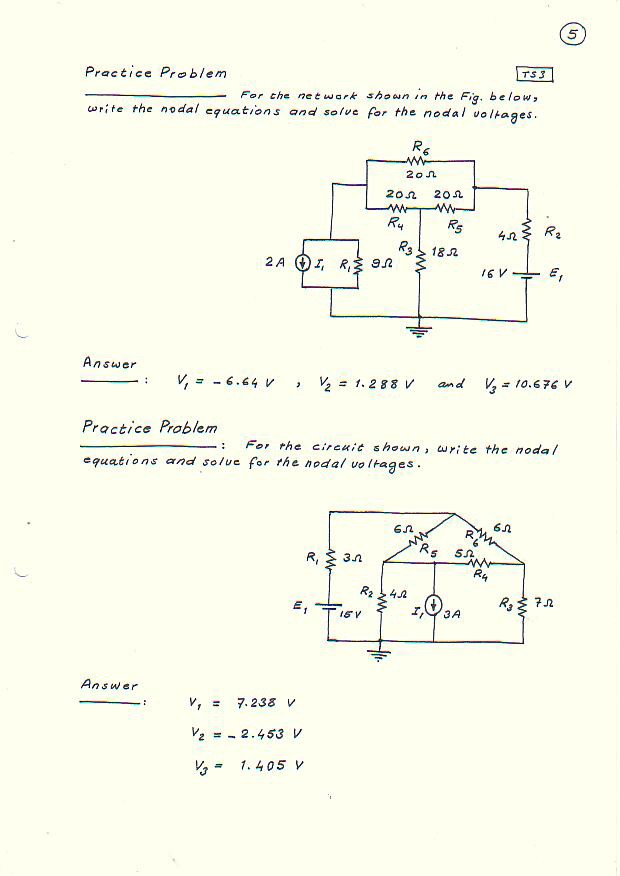 5
Practice Problem
TS3
For the network shown in the Fig. below,
write the nodal equations and solve for the nodal voltages.
R6
20Ω
20Ω 20Ω
R4 R5
4Ω R2
R3 18Ω
2A I1 R1 9Ω
16V E1
Answer
: V1 = -6.64 V , V2 = 1.288 V and V3 = 10.676 V
Practice Problem
: For the circuit shown, write the nodal
equations and solve for the nodal voltages.
6Ω 6Ω
R5 R6
R1 3Ω 5Ω
R4
R2 4Ω
E1 15V I1 3A R3 7Ω
Answer
: V1 = 7.238 V
V2 = -2.453 V
V3 = 1.405 V